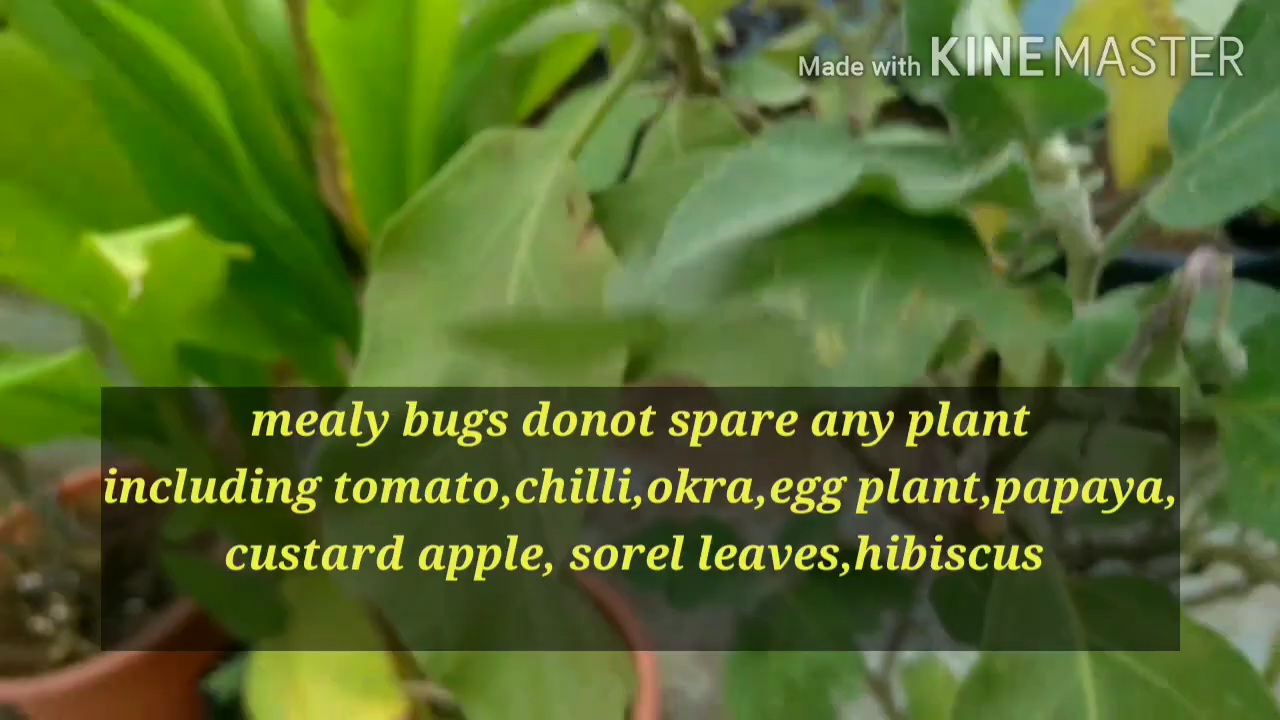 Made with KINEMASTER
mealy bugs donot spare any plant
including tomato,chilli,okra,egg plant,papaya,
custard apple, sorel leaves,hibiscus